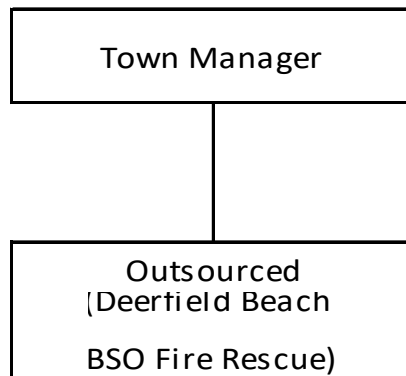 Town Manager
Outsourced
(Deerfield Beach
BSO Fire Rescue)